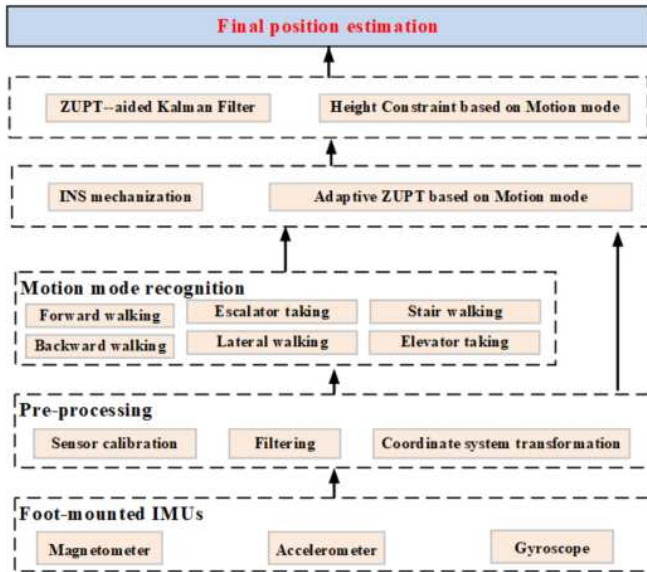 Final position estimation
ZUPT--aided Kalman Filter
Height Constraint based on Motion mode
INS mechanization
Adaptive ZUPT based on Motion mode
Motion mode recognition
Forward walking
Escalator taking
Stair walking
Backward walking
Lateral walking
Elevator taking
Pre-processing
Sensor calibration
Filtering
Coordinate system transformation
Foot-mounted IMUs
Magnetometer
Accelerometer
Gyroscope